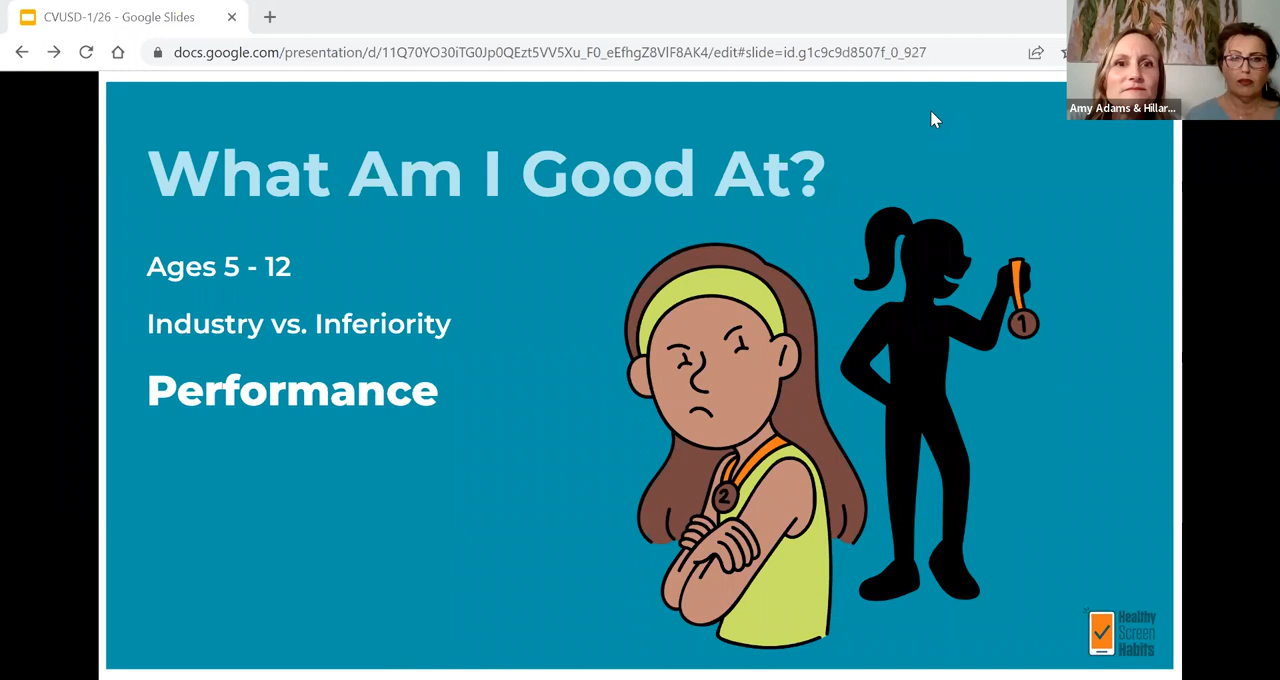 CVUSD-1/26 - Google Slides
docs.google.com/presentation/d/11Q70YO30iTG0Jp0QEzt5VV5Xu_F0_eEfhgZ8VlF8AK4/edit#slide=id.g1c9c9d8507f_0_927
Amy Adams & Hillar...
What Am I Good At?
Ages 5 - 12
Industry vs. Inferiority
Performance
1
2
Healthy
Screen
Habits